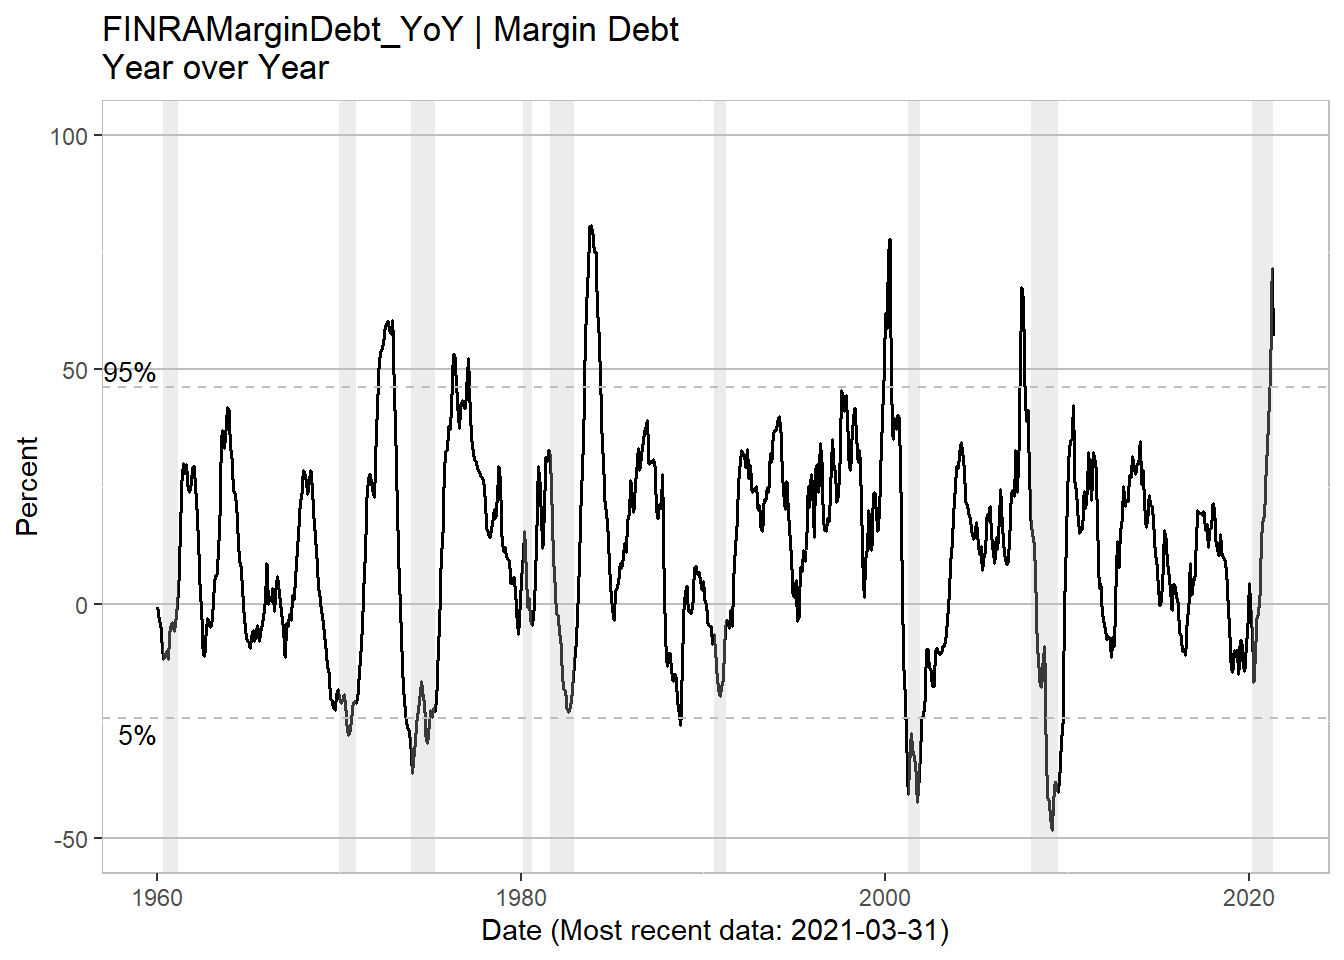 FINRAMarginDebt_YoY | Margin Debt
Year over Year
100
50
0
-50
95%
5%
Percent
1960
1980
2000
2020
Date (Most recent data: 2021-03-31)